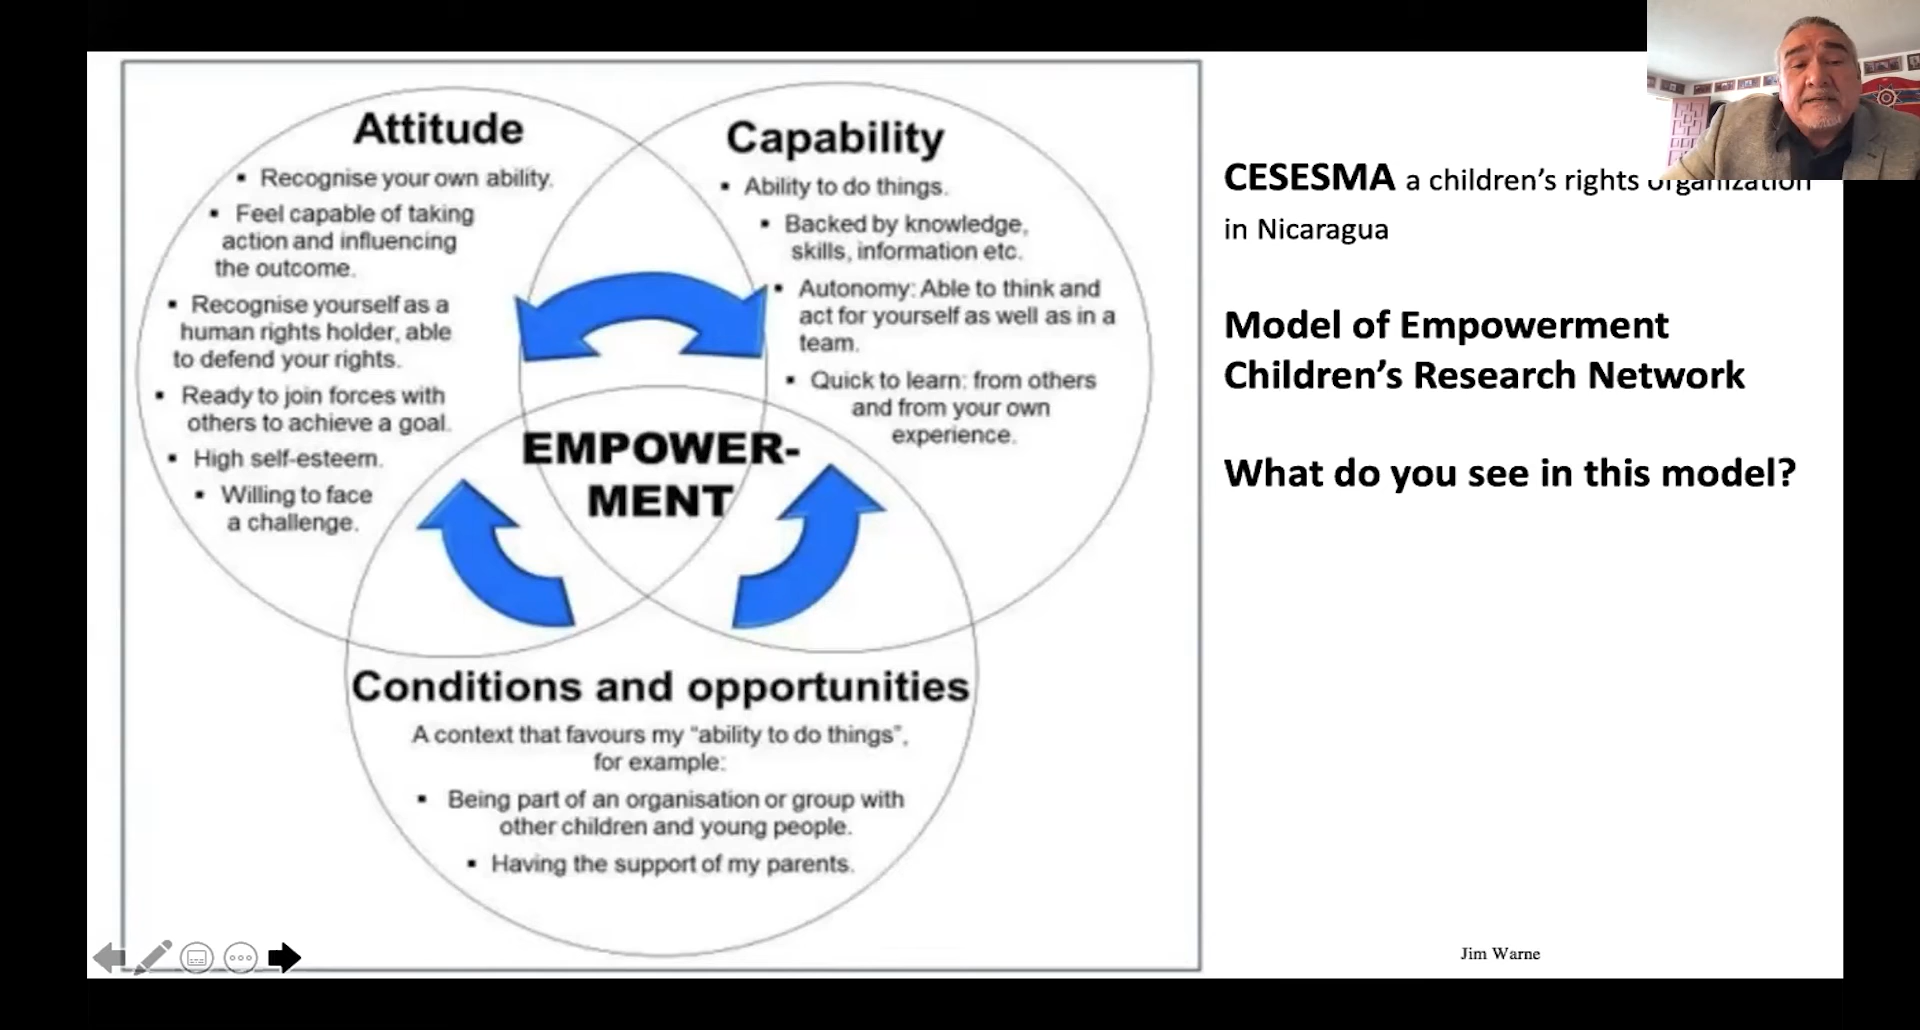 Attitude
▪ Recognise your own ability.
▪ Feel capable of taking
action and influencing
the outcome.
▪ Recognise yourself as a
human rights holder, able
to defend your rights.
▪ Ready to join forces with
others to achieve a goal.
▪ High self-esteem.
▪ Willing to face
a challenge.
Capability
▪ Ability to do things.
▪ Backed by knowledge,
skills, information etc.
▪ Autonomy: Able to think and
act for yourself as well as in a
team.
▪ Quick to learn: from others
and from your own
experience.
EMPOWER-
MENT
Conditions and opportunities
A context that favours my "ability to do things",
for example:
▪ Being part of an organisation or group with
other children and young people.
▪ Having the support of my parents.
CESESMA a children's rights organization
in Nicaragua
Model of Empowerment
Children's Research Network
What do you see in this model?
Jim Warne